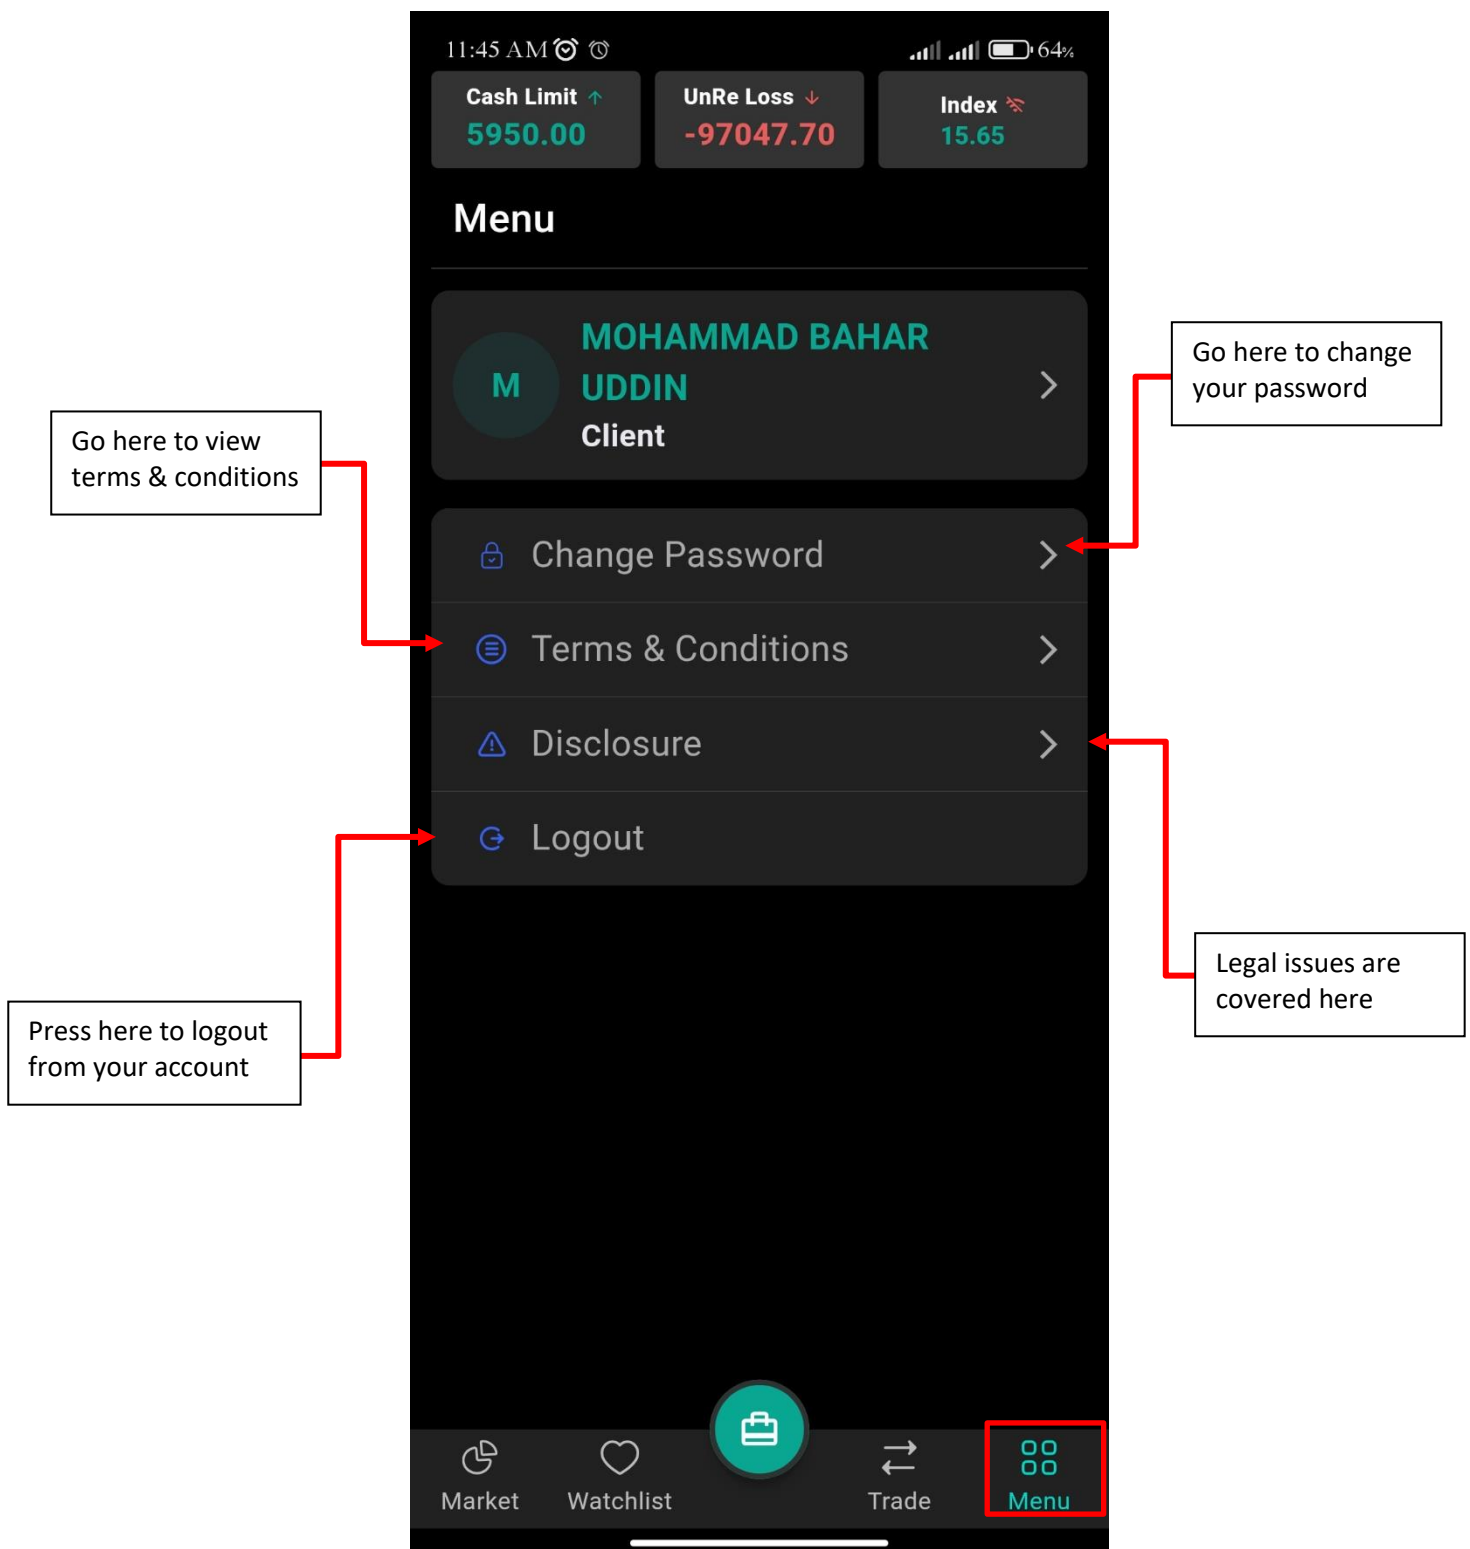 11:45 AM 64%
Cash Limit ↑
5950.00
UnRe Loss ↓
-97047.70
Index
15.65
Menu
M
MOHAMMAD BAHAR
UDDIN
Client
Go here to change
your password
Go here to view
terms & conditions
Change Password
Terms & Conditions
Disclosure
Logout
Legal issues are
covered here
Press here to logout
from your account
Market Watchlist Trade Menu